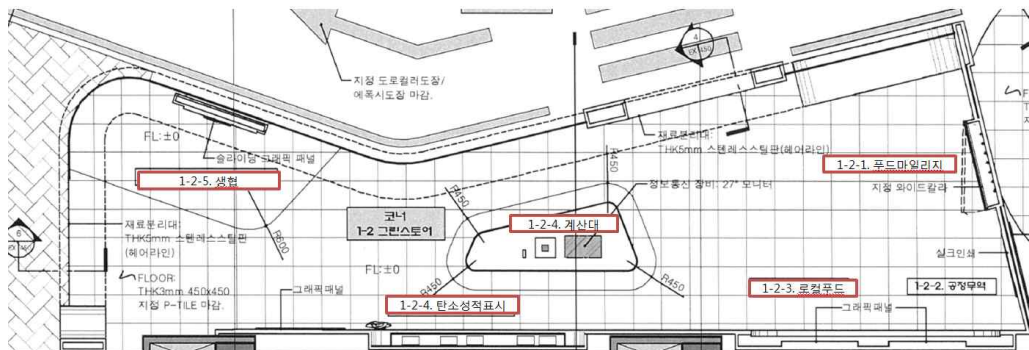 지정 도로컬러도장/
에폭시도장 마감.
4
FL:±0
슬라이딩 그래픽 패널
재료분리대:
THK5mm 스텐레스스틸판(헤어라인)
R450
1-2-1. 푸드마일리지
지정 와이드칼라
1-2-5. 생협
정보통신 장비: 27" 모니터
R450
코너
1-2 그린스토어
1-2-4. 계산대
재료분리대:
THK5mm 스텐레스스틸판
(헤어라인)
R600
6
실크인쇄
FL:±0
FLOOR:
THK3mm 450x450
지정 P-TILE 마감.
그래픽패널
R450
R450
1-2-3. 로컬푸드
1-2-2. 공정무역
1-2-4. 탄소성적표시
그래픽패널